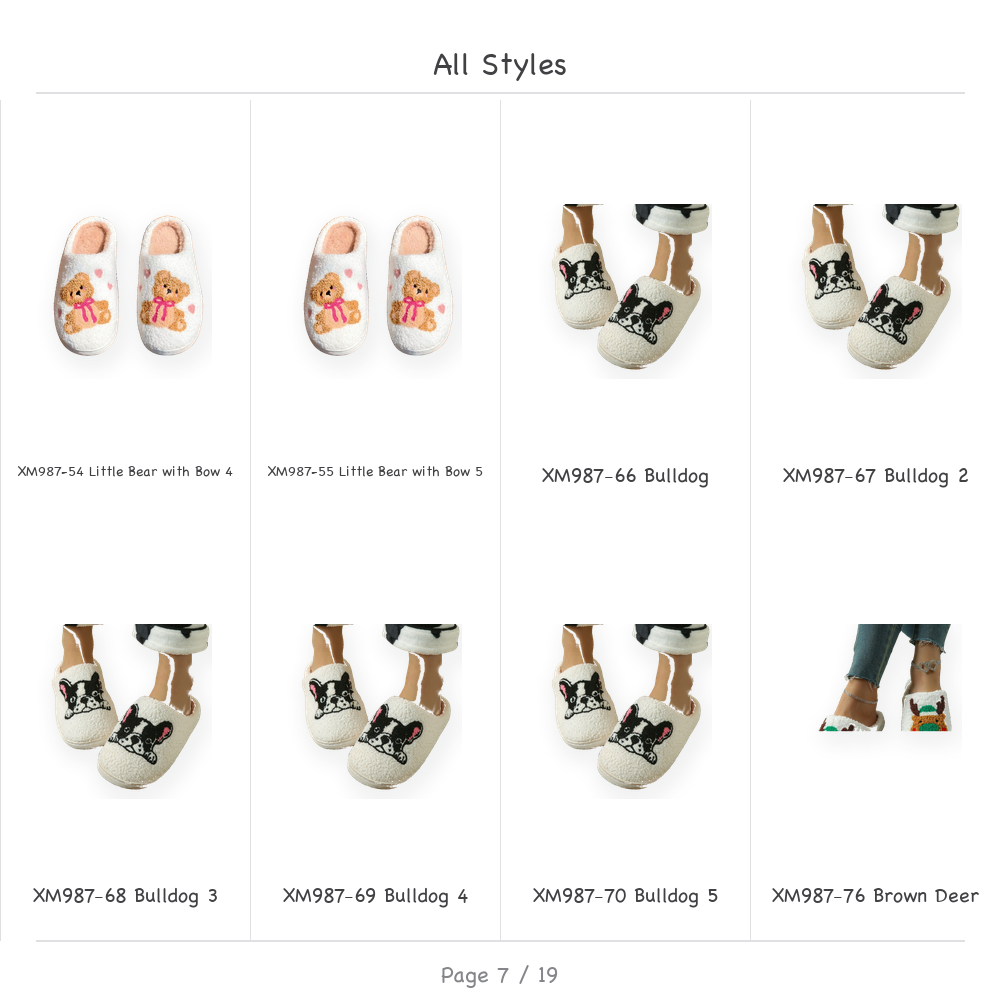 All Styles
XM987-54 Little Bear with Bow 4
XM987-55 Little Bear with Bow 5
XM987-66 Bulldog
XM987-67 Bulldog 2
XM987-68 Bulldog 3
XM987-69 Bulldog 4
XM987-70 Bulldog 5
XM987-76 Brown Deer
Page 7 / 19